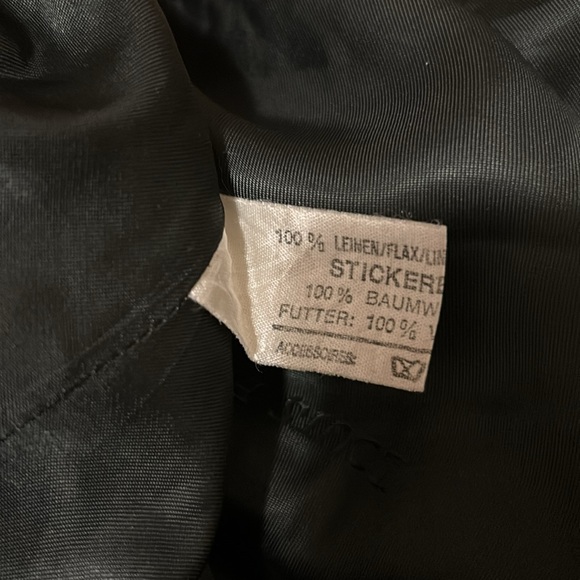 100 % LEINEN/FLAX/LIN
STICKERE
100 % BAUMW
FUTTER: 100 % V
ACCESSOIRES: